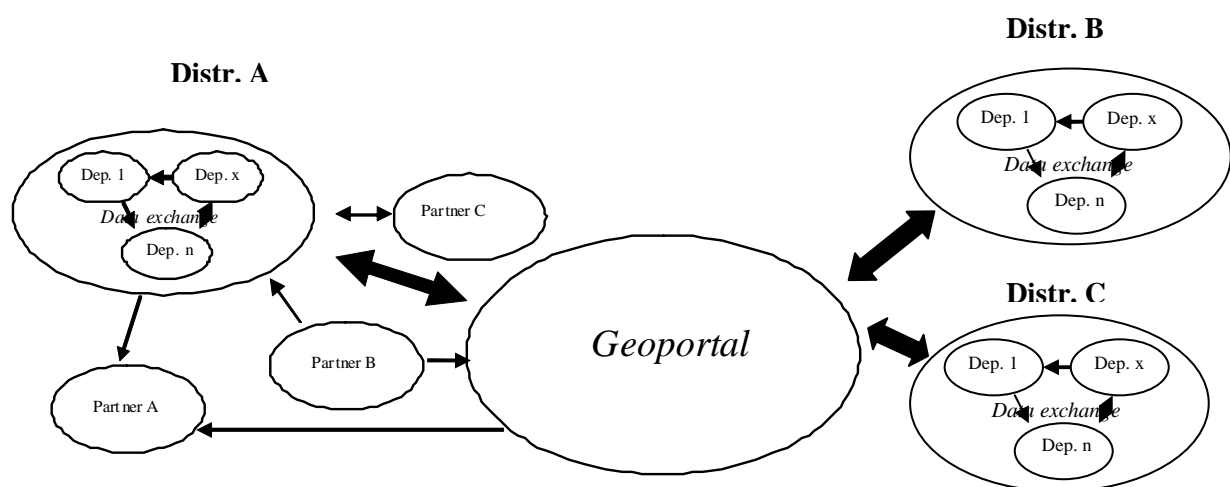 Distr. B
Distr. A
Dep. 1
Dep. x
Data exchange
Dep. n
Dep. 1
Dep. x
Data exchange
Dep. n
Partner C
Distr. C
Geoportal
Partner B
Partner A
Dep. 1
Dep. x
Data exchange
Dep. n